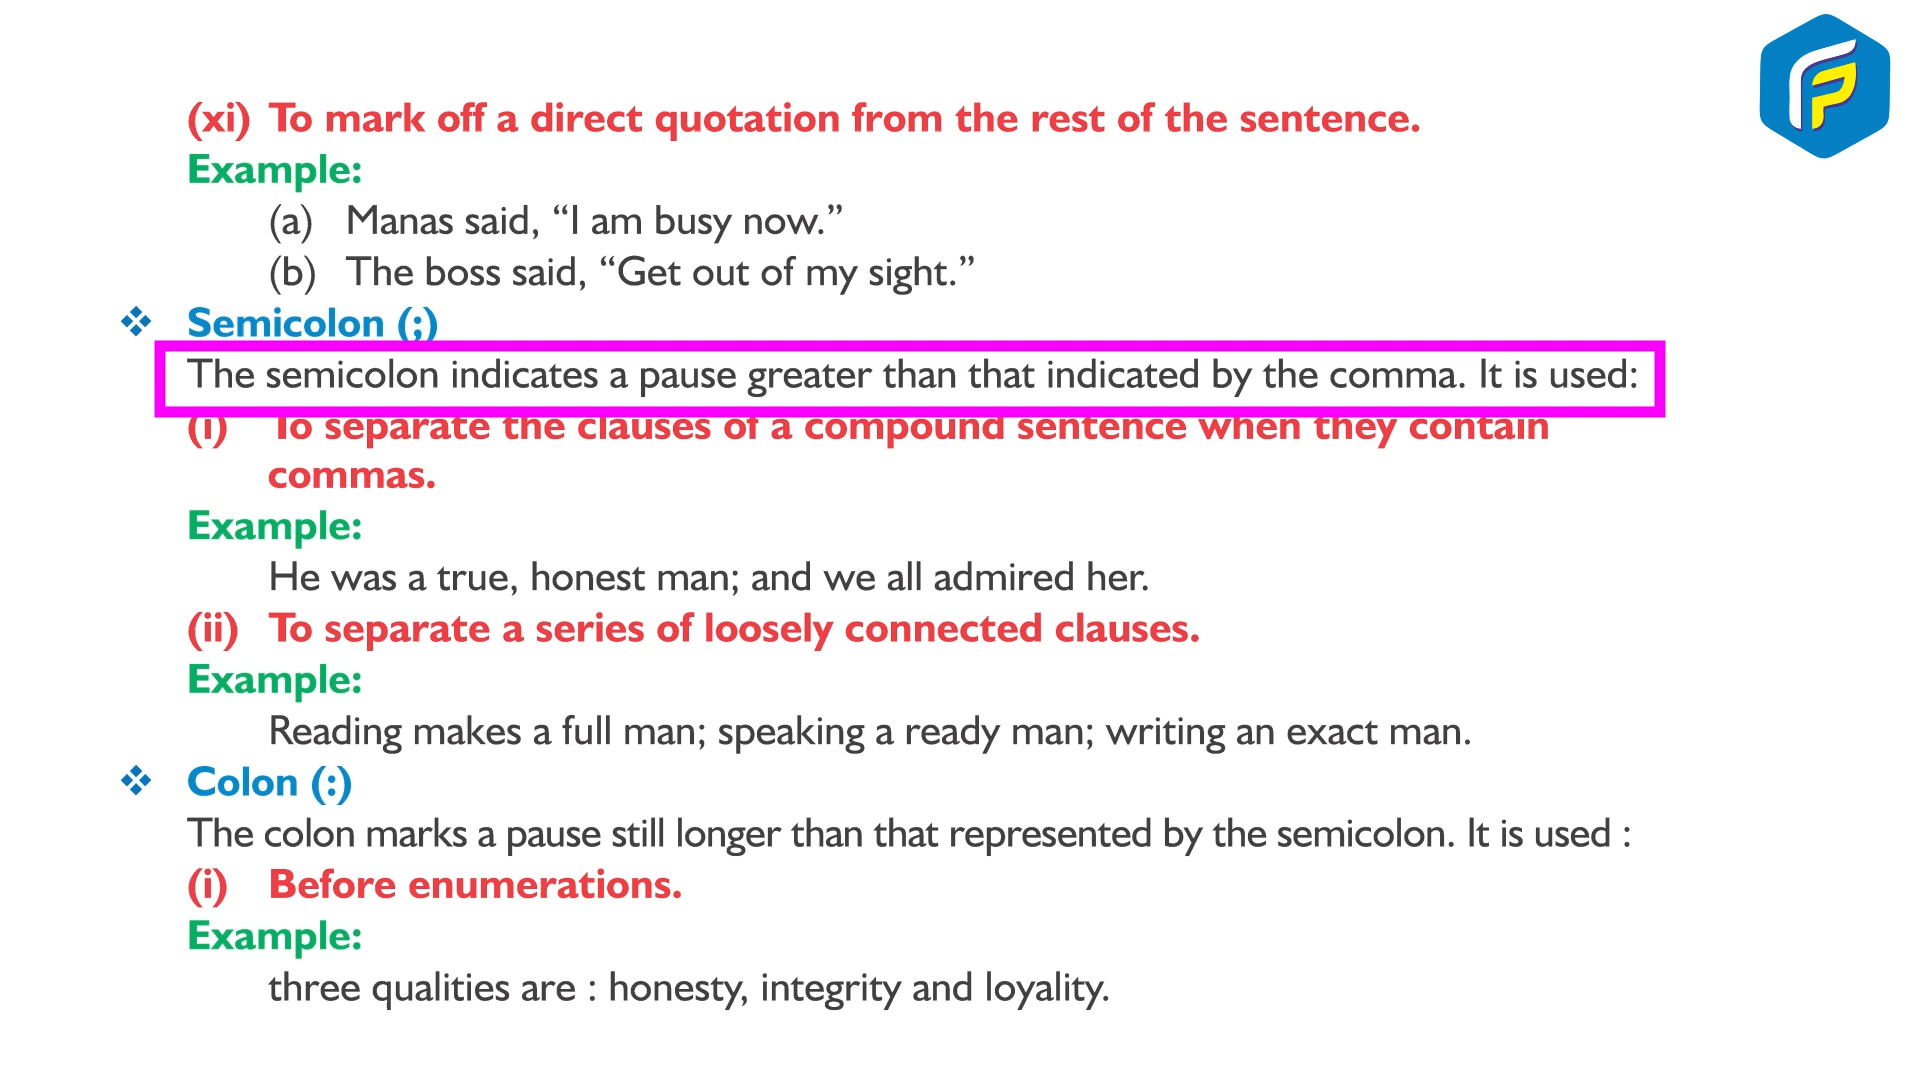 (xi) To mark off a direct quotation from the rest of the sentence.
Example:
(a) Manas said, “I am busy now.”
(b) The boss said, “Get out of my sight.”
❖ Semicolon (;)
The semicolon indicates a pause greater than that indicated by the comma. It is used:
(i) To separate the clauses of a compound sentence when they contain
commas.
Example:
He was a true, honest man; and we all admired her.
(ii) To separate a series of loosely connected clauses.
Example:
Reading makes a full man; speaking a ready man; writing an exact man.
❖ Colon (:)
The colon marks a pause still longer than that represented by the semicolon. It is used :
(i) Before enumerations.
Example:
three qualities are : honesty, integrity and loyality.